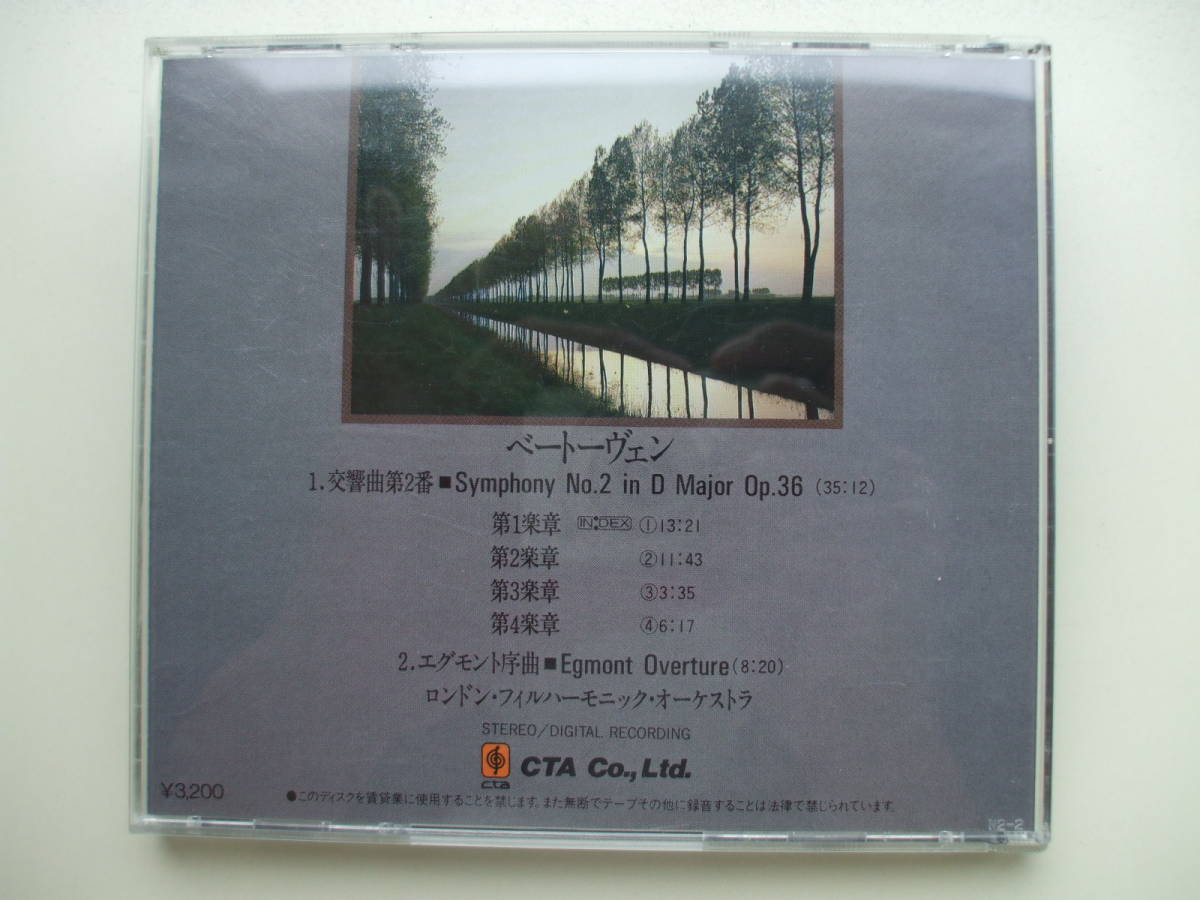 ベートーヴェン
1.交響曲第2番■Symphony No.2 in D Major Op.36 (35:12)
第1楽章 INDEX ①13:21
第2楽章 ②11:43
第3楽章 ③3:35
第4楽章 ④6:17
2.エグモント序曲■Egmont Overture(8:20)
ロンドン・フィルハーモニック・オーケストラ
STEREO/DIGITAL RECORDING
cta CTA Co., Ltd.
¥3,200 ●このディスクを賃貸業に使用することを禁じます。また無断でテープその他に録音することは法律で禁じられています。